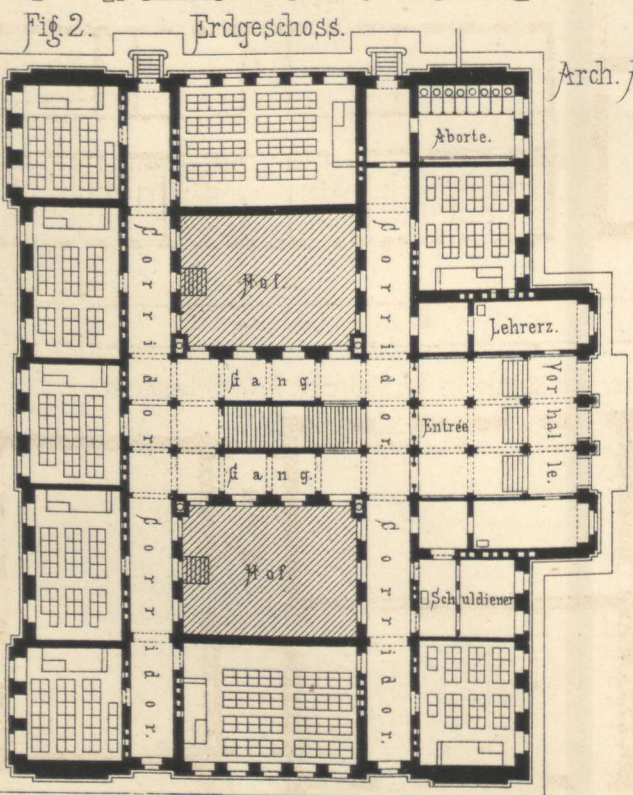 Fig. 2.
Erdgeschoss.
Arch.
Aborte.
Corridor.
Hof.
Corridor.
Lehrerz.
Gang.
Entrée
Vorhalle.
Gang.
Corridor.
Hof.
Corridor.
Schuldiener